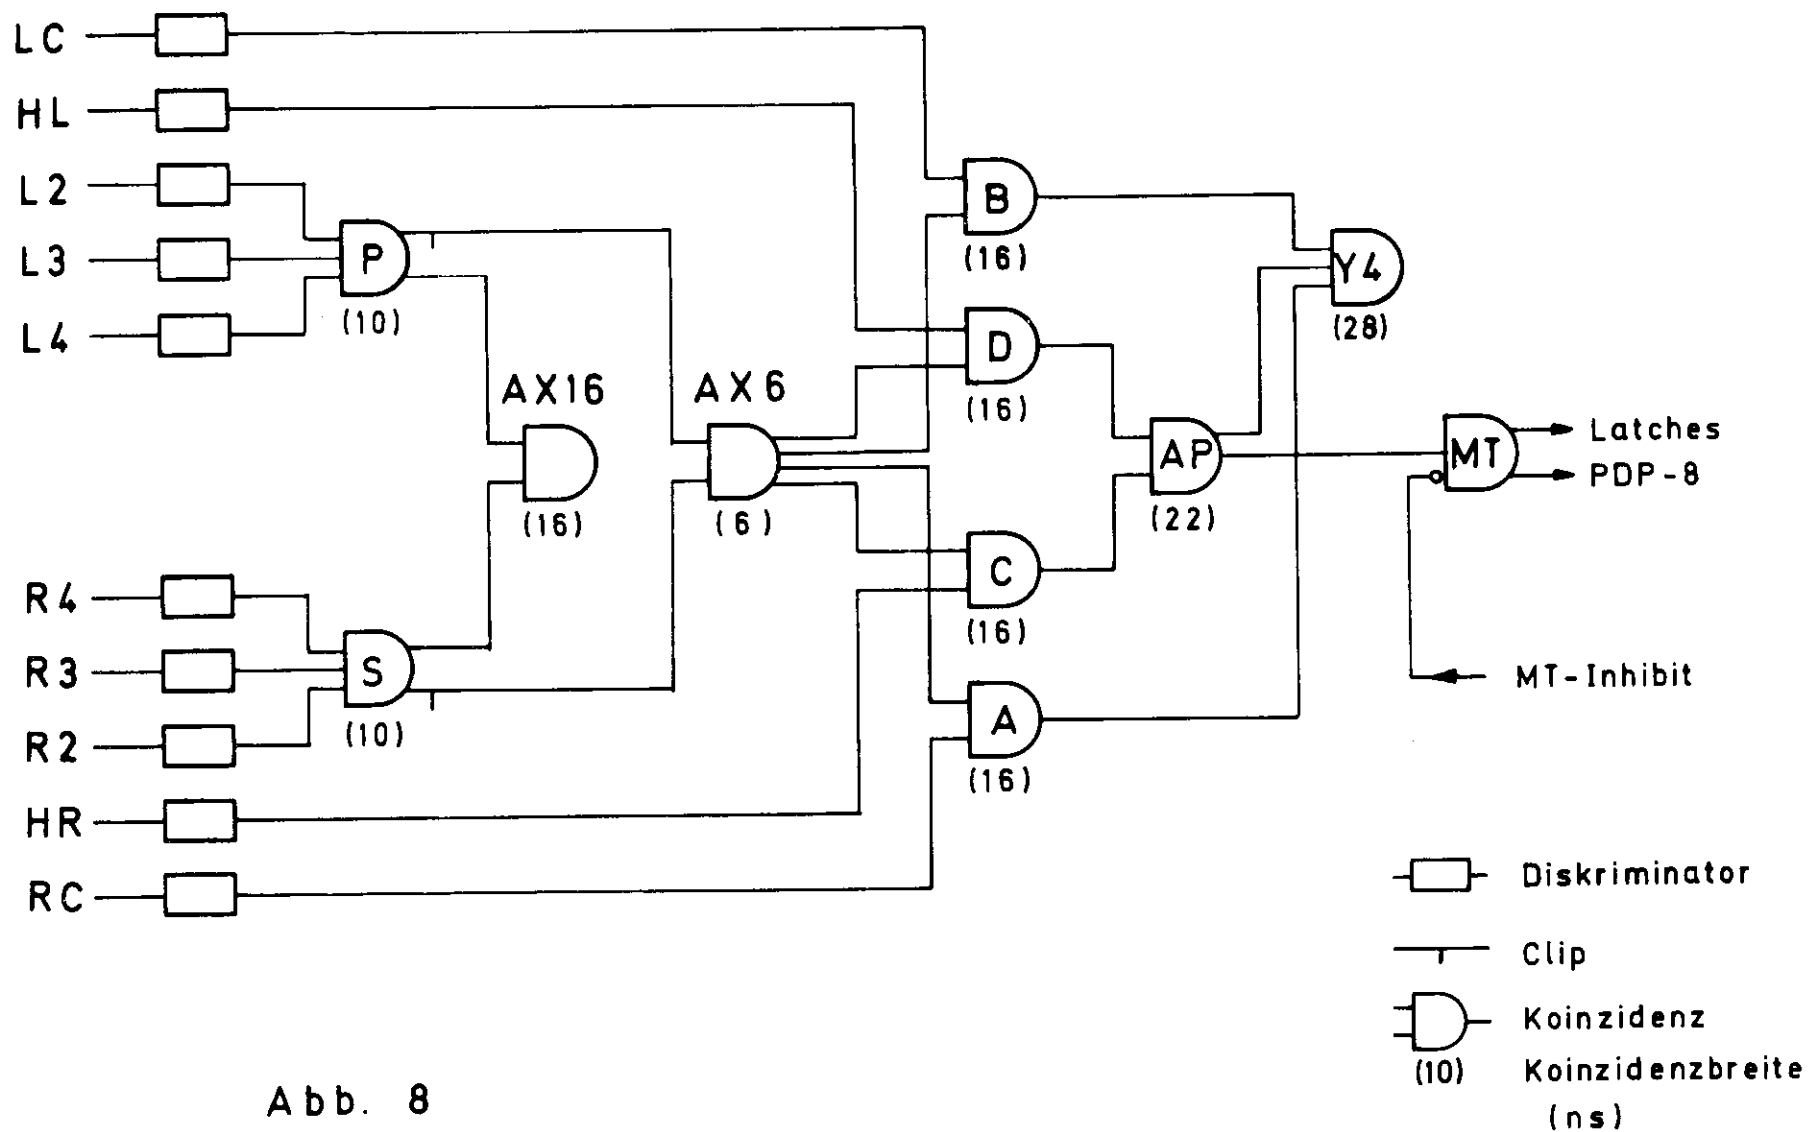 LC
HL
L2
L3
L4
P
(10)
AX16
(16)
AX6
(6)
B
(16)
D
(16)
Y4
(28)
AP
(22)
MT
Latches
PDP-8
C
(16)
A
(16)
MT-Inhibit
R4
R3
R2
S
(10)
HR
RC
Diskriminator
Clip
Koinzidenz
(10) Koinzidenzbreite
(ns)
Abb. 8